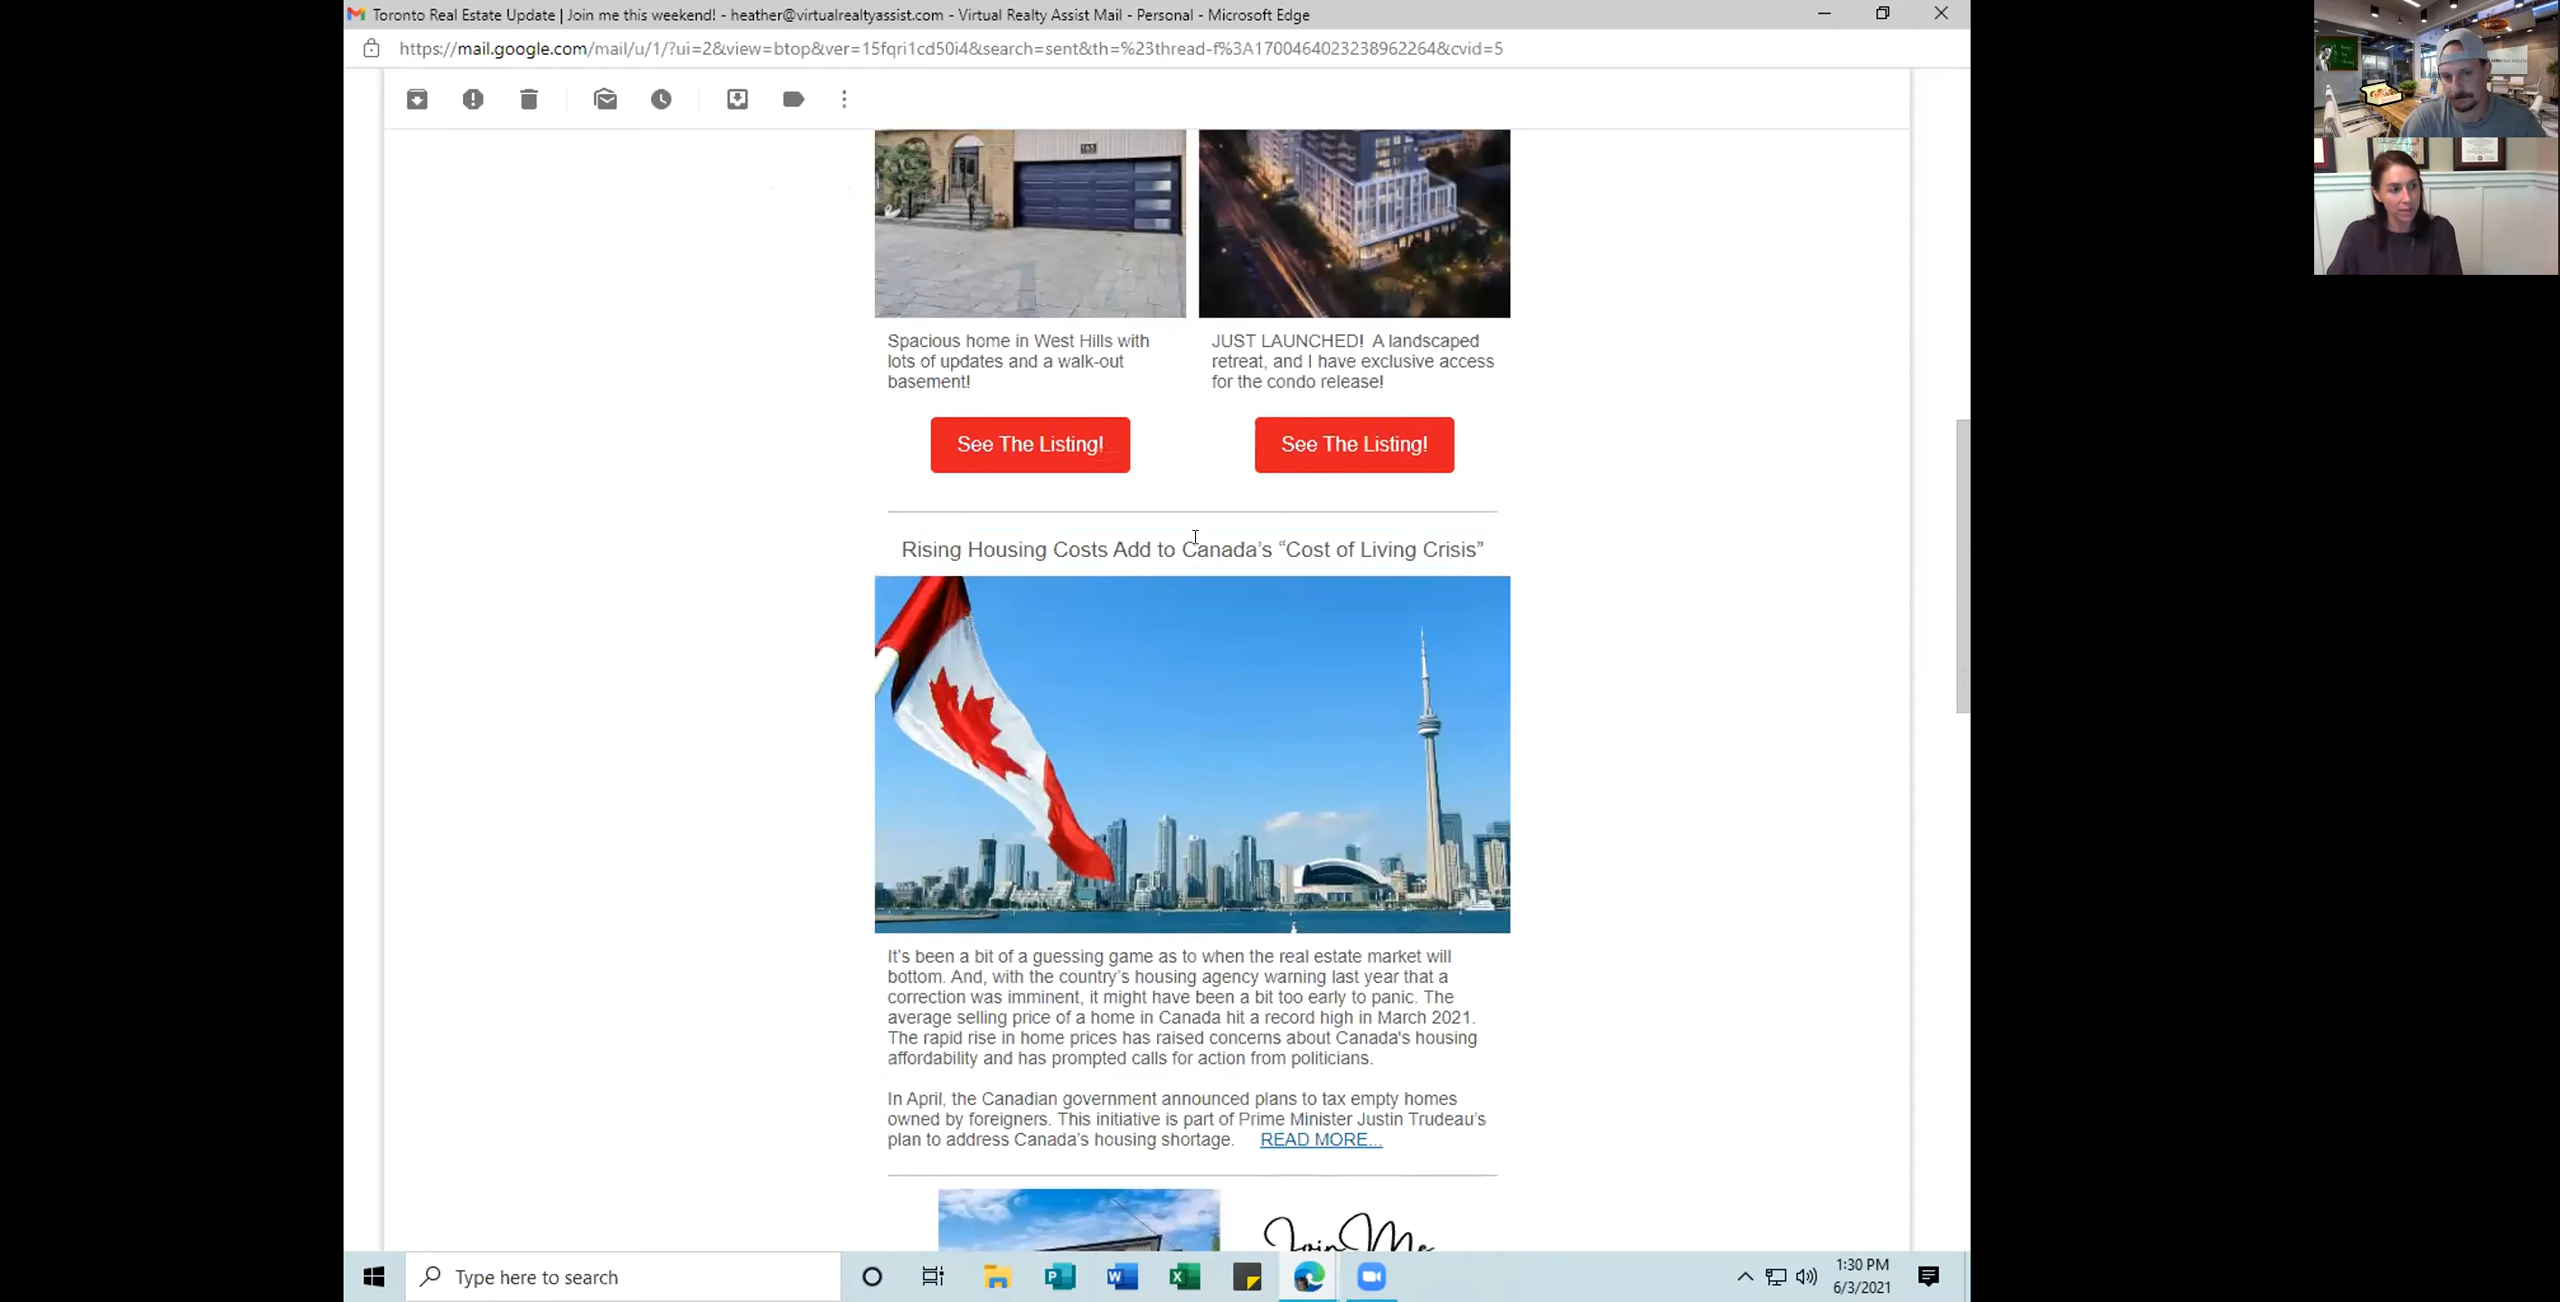 Toronto Real Estate Update | Join me this weekend! - heather@virtualrealtyassist.com - Virtual Realty Assist Mail - Personal - Microsoft Edge
https://mail.google.com/mail/u/1/?ui=2&view=btop&ver=15fqri1cd50i4&search=sent&th=%23thread-f%3A1700464023238962264&cvid=5
Spacious home in West Hills with
lots of updates and a walk-out
basement!
JUST LAUNCHED! A landscaped
retreat, and I have exclusive access
for the condo release!
See The Listing!
See The Listing!
Rising Housing Costs Add to Canada’s “Cost of Living Crisis”
It’s been a bit of a guessing game as to when the real estate market will
bottom. And, with the country’s housing agency warning last year that a
correction was imminent, it might have been a bit too early to panic. The
average selling price of a home in Canada hit a record high in March 2021.
The rapid rise in home prices has raised concerns about Canada's housing
affordability and has prompted calls for action from politicians.
In April, the Canadian government announced plans to tax empty homes
owned by foreigners. This initiative is part of Prime Minister Justin Trudeau’s
plan to address Canada’s housing shortage. READ MORE...
Join Me
Type here to search
1:30 PM
6/3/2021